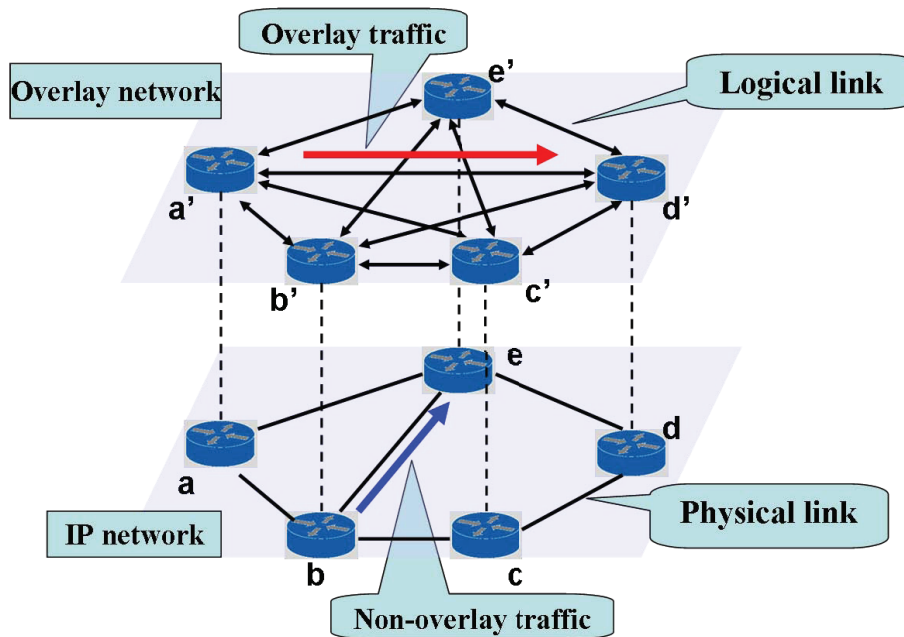 Overlay traffic
Overlay network
e’
Logical link
a’
d’
b’
c’
e
a
d
IP network
b
c
Physical link
Non-overlay traffic